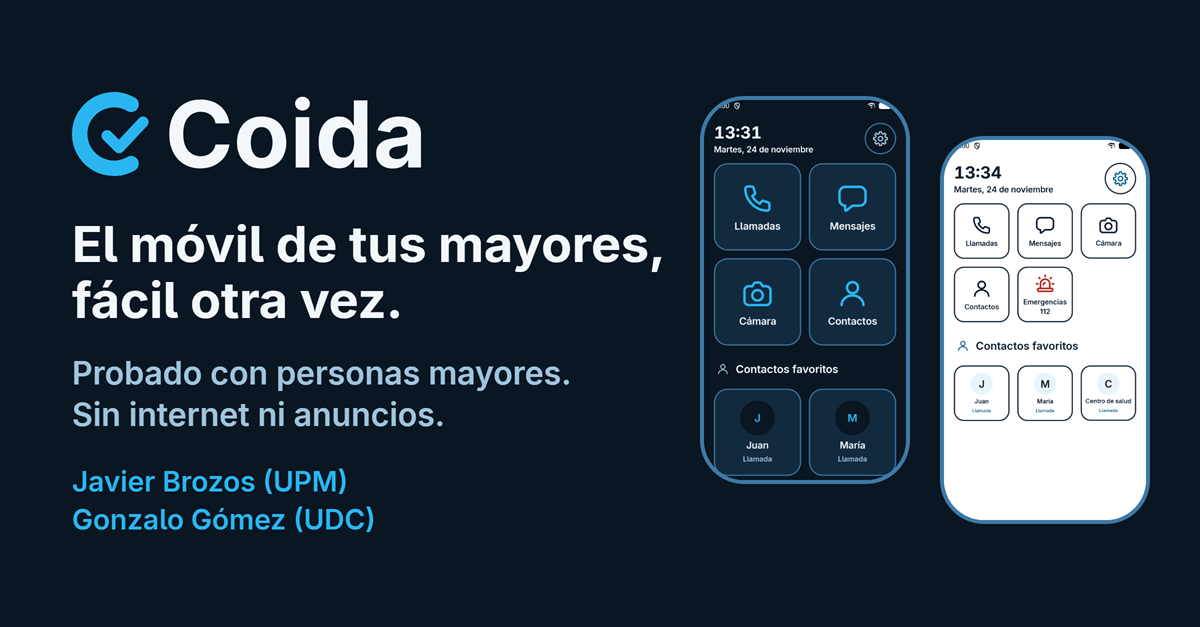 Coida
El móvil de tus mayores,
fácil otra vez.
Probado con personas mayores.
Sin internet ni anuncios.
Javier Brozos (UPM)
Gonzalo Gómez (UDC)
13:31
Martes, 24 de noviembre
Llamadas
Mensajes
Cámara
Contactos
Contactos favoritos
J
M
Juan
María
Llamada
Llamada
13:34
Martes, 24 de noviembre
Llamadas
Mensajes
Cámara
Contactos
Emergencias
112
Contactos favoritos
J
M
C
Juan
María
Centro de salud
Llamada
Llamada
Llamada